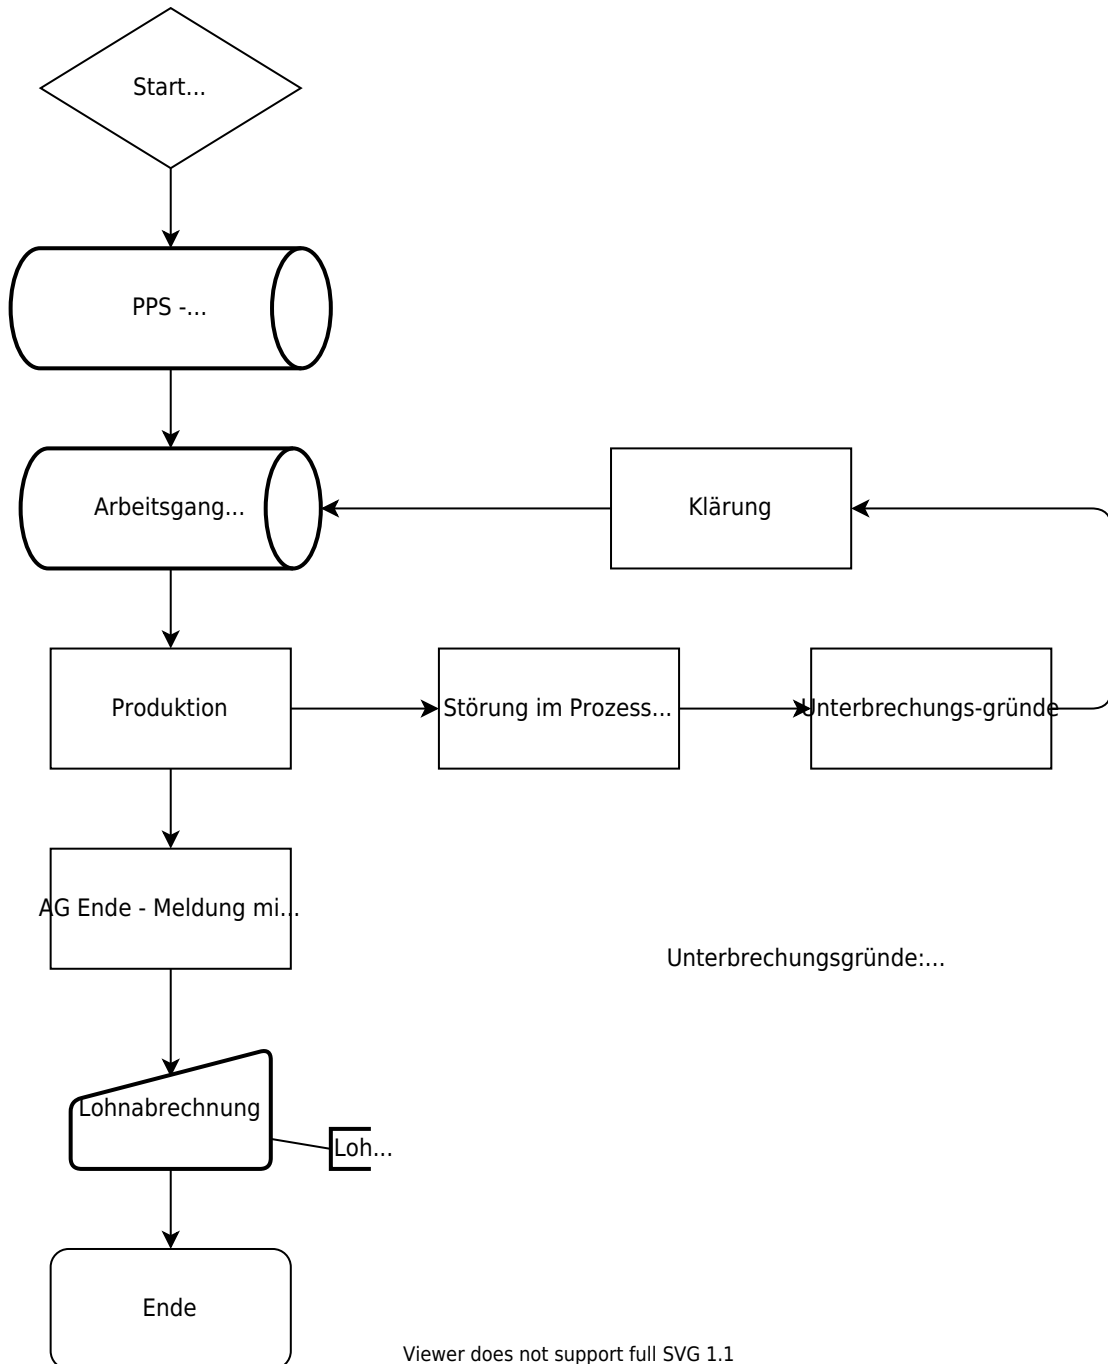 Start...
PPS -...
Arbeitsgang...
Klärung
Produktion
Störung im Prozess...
Unterbrechungs-gründe
AG Ende - Meldung mi...
Unterbrechungsgründe:...
Lohnabrechnung
Loh...
Ende
Viewer does not support full SVG 1.1